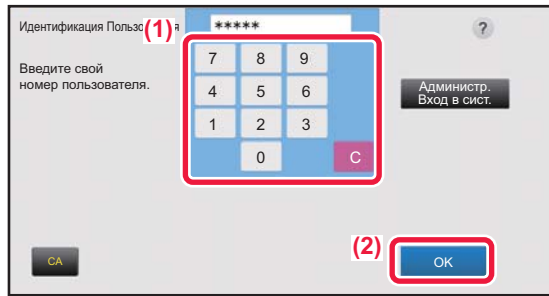 Идентификация Пользователя
(1)
*****
?
Введите свой
номер пользователя.
7 8 9
4 5 6
1 2 3
0 C
Администр.
Вход в сист.
(2)
CA
OK